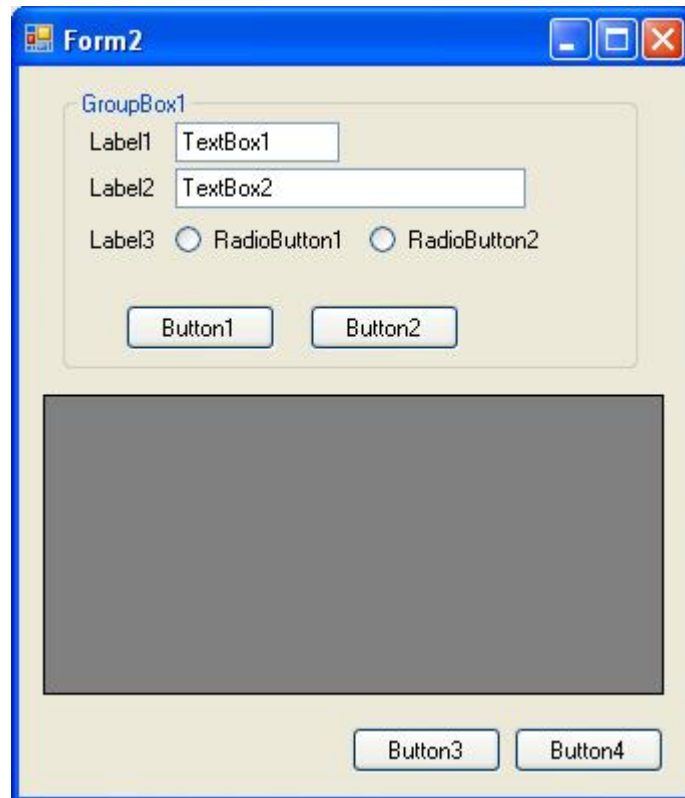 Form2
GroupBox1
Label1 TextBox1
Label2 TextBox2
Label3 RadioButton1 RadioButton2
Button1 Button2
Button3 Button4